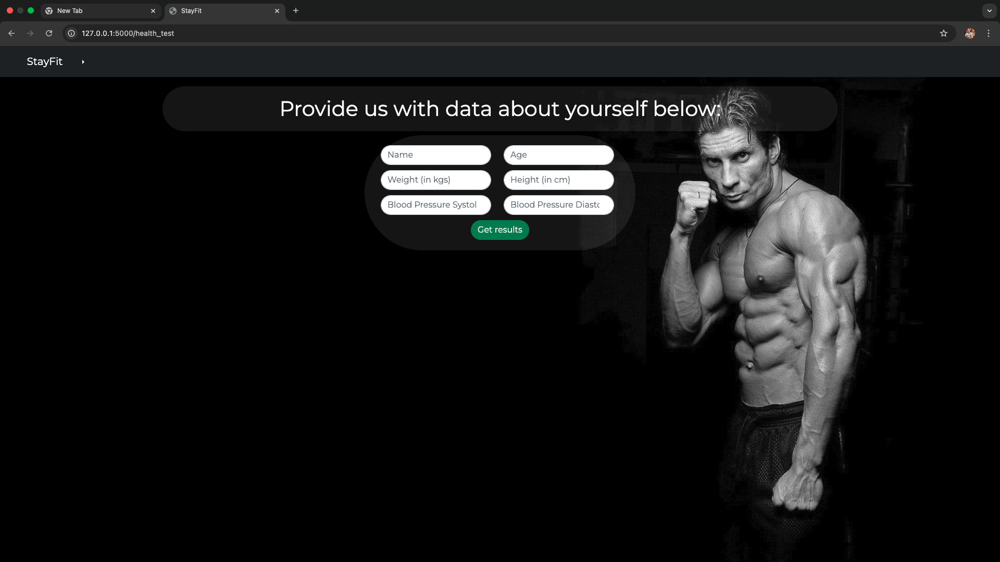 New Tab
StayFit
127.0.0.1:5000/health_test
StayFit
Provide us with data about yourself below:
Name
Age
Weight (in kgs)
Height (in cm)
Blood Pressure Systol
Blood Pressure Diasto
Get results